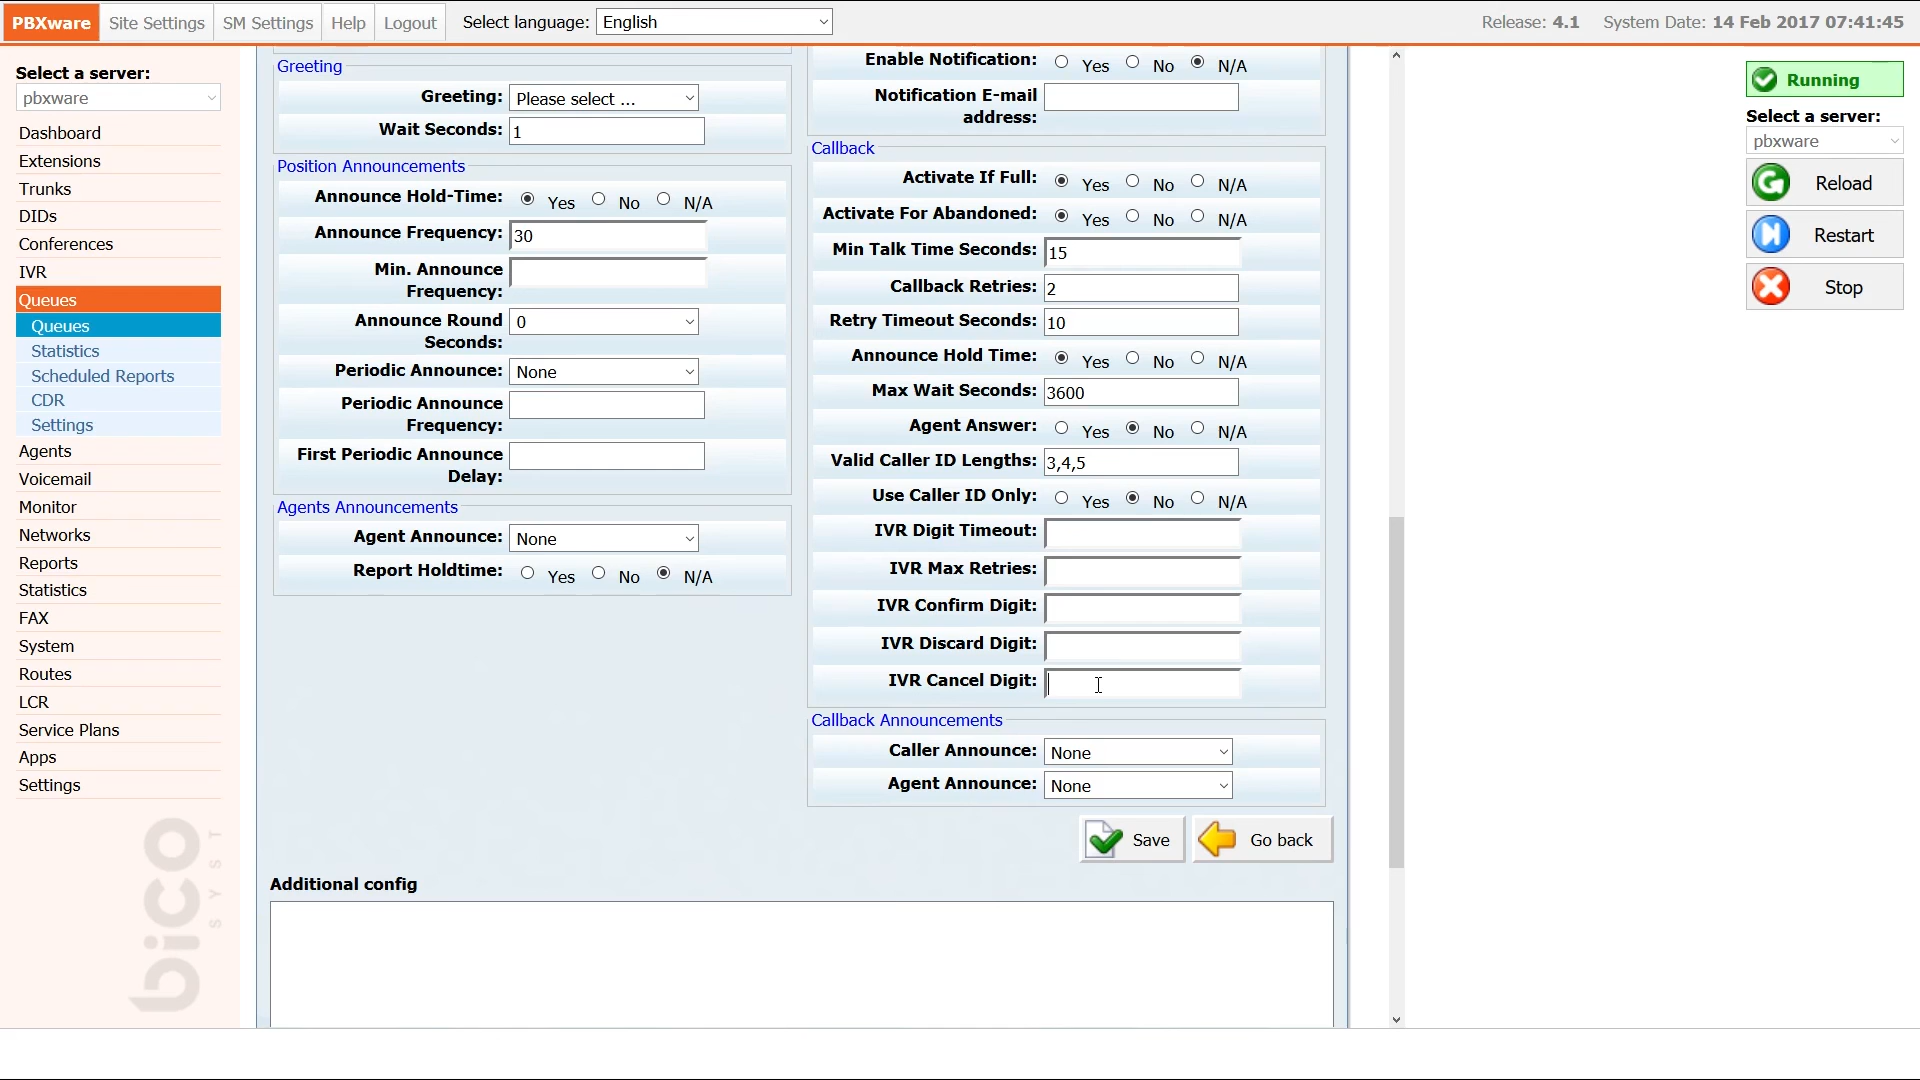 PBXware Site Settings SM Settings Help Logout Select language: English Release: 4.1 System Date: 14 Feb 2017 07:41:45
Select a server:
pbxware
Dashboard
Extensions
Trunks
DIDs
Conferences
IVR
Queues
Queues
Statistics
Scheduled Reports
CDR
Settings
Agents
Voicemail
Monitor
Networks
Reports
Statistics
FAX
System
Routes
LCR
Service Plans
Apps
Settings
bico
SYST
Greeting
Greeting: Please select ...
Wait Seconds: 1
Position Announcements
Announce Hold-Time: Yes No N/A
Announce Frequency: 30
Min. Announce
Frequency:
Announce Round
Seconds: 0
Periodic Announce: None
Periodic Announce
Frequency:
First Periodic Announce
Delay:
Agents Announcements
Agent Announce: None
Report Holdtime: Yes No N/A
Enable Notification: Yes No N/A
Notification E-mail
address:
Callback
Activate If Full: Yes No N/A
Activate For Abandoned: Yes No N/A
Min Talk Time Seconds: 15
Callback Retries: 2
Retry Timeout Seconds: 10
Announce Hold Time: Yes No N/A
Max Wait Seconds: 3600
Agent Answer: Yes No N/A
Valid Caller ID Lengths: 3,4,5
Use Caller ID Only: Yes No N/A
IVR Digit Timeout:
IVR Max Retries:
IVR Confirm Digit:
IVR Discard Digit:
IVR Cancel Digit:
Callback Announcements
Caller Announce: None
Agent Announce: None
Save Go back
Additional config
Running
Select a server:
pbxware
Reload
Restart
Stop